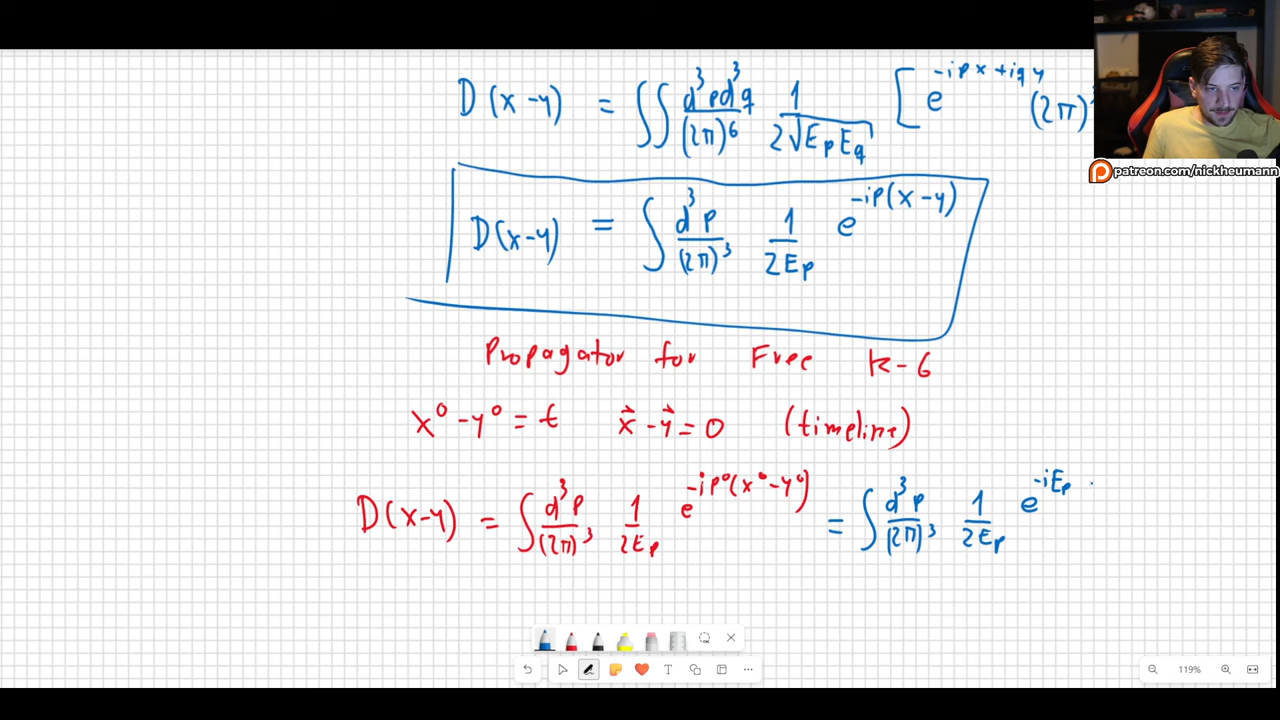 D(x-y) = ∫∫ d³p d³q/(2π)⁶ 1/(2√(E_p E_q)) [e^(-ipx+iqy) (2π)
patreon.com/nickheumann
D(x-y) = ∫ d³p/(2π)³ 1/(2E_p) e^(-ip(x-y))
Propagator for Free K-G
x⁰-y⁰=t x⃗-y⃗=0 (timeline)
D(x-y) = ∫ d³p/(2π)³ 1/(2E_p) e^(-ip⁰(x⁰-y⁰)) = ∫ d³p/(2π)³ 1/(2E_p) e^(-iE_p
119%